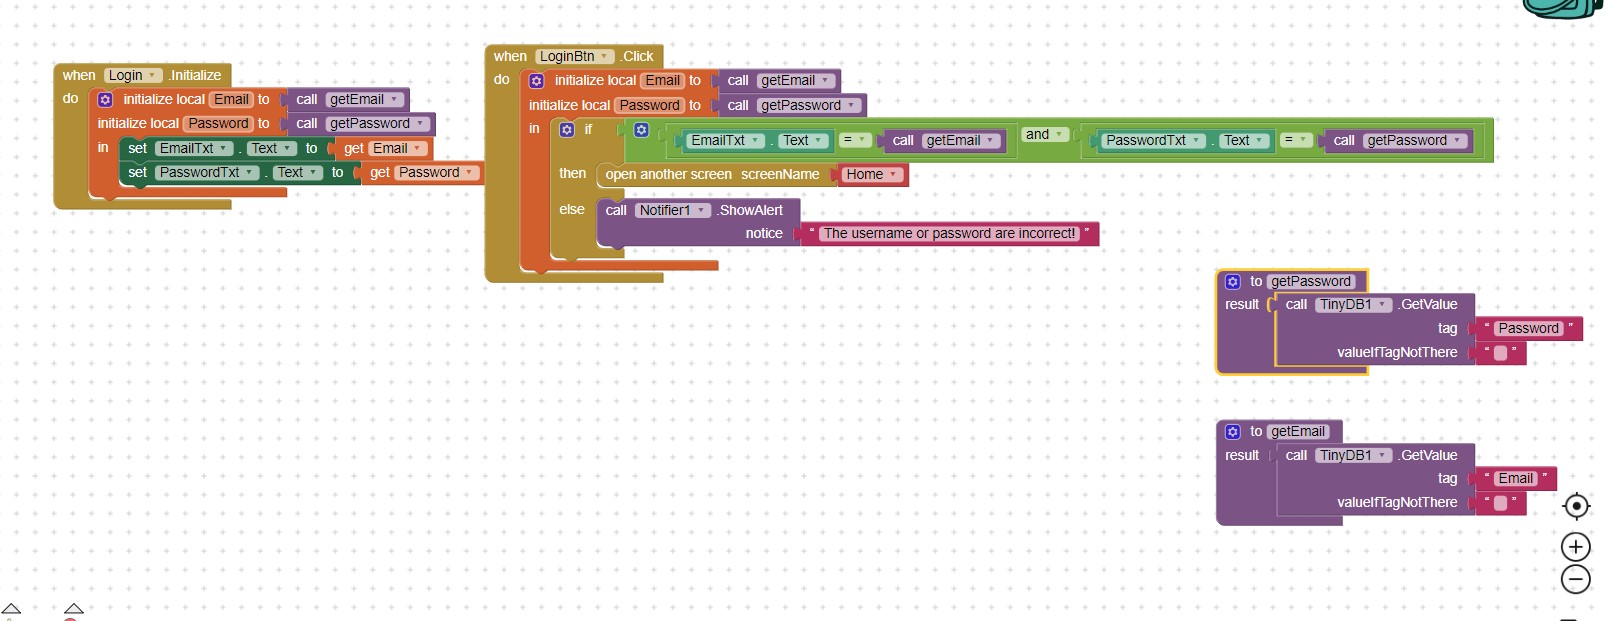 when Login .Initialize
do initialize local Email to call getEmail
initialize local Password to call getPassword
in set EmailTxt . Text to get Email
set PasswordTxt . Text to get Password
when LoginBtn .Click
do initialize local Email to call getEmail
initialize local Password to call getPassword
in if EmailTxt . Text = call getEmail and PasswordTxt . Text = call getPassword
then open another screen screenName Home
else call Notifier1 .ShowAlert
notice “ The username or password are incorrect! ”
to getPassword
result call TinyDB1 .GetValue
tag “ Password ”
valueIfTagNotThere “ ”
to getEmail
result call TinyDB1 .GetValue
tag “ Email ”
valueIfTagNotThere “ ”